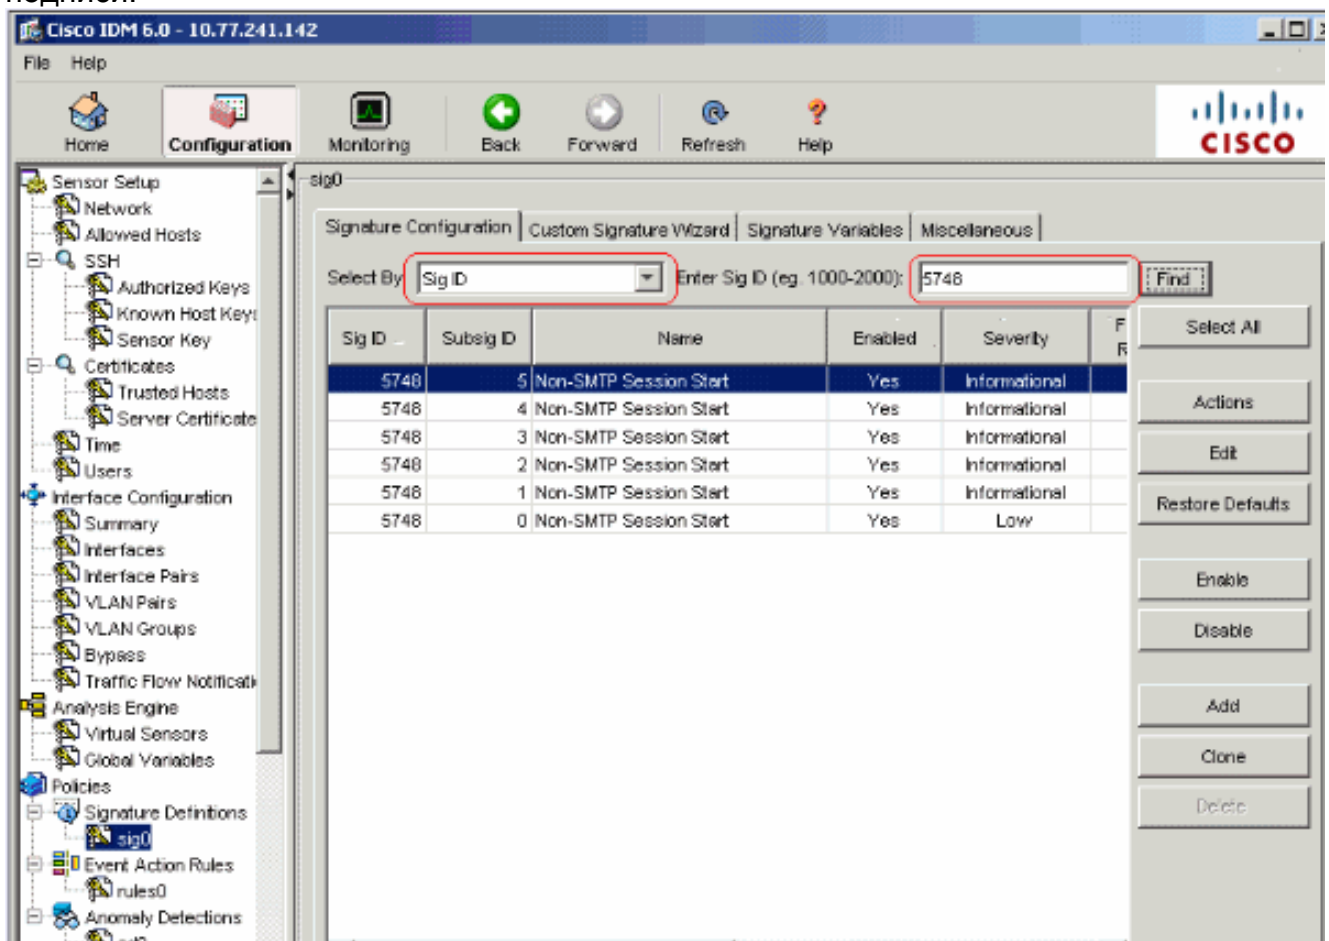 подписи.
Cisco IDM 6.0 - 10.77.241.142
File Help
Home Configuration Monitoring Back Forward Refresh Help
CISCO
Sensor Setup
Network
Allowed Hosts
SSH
Authorized Keys
Known Host Key
Sensor Key
Certificates
Trusted Hosts
Server Certificate
Time
Users
Interface Configuration
Summary
Interfaces
Interface Pairs
VLAN Pairs
VLAN Groups
Bypass
Traffic Flow Notificati
Analysis Engine
Virtual Sensors
Global Variables
Policies
Signature Definitions
sig0
Event Action Rules
rules0
Anomaly Detections
sig0
Signature Configuration Custom Signature Wizard Signature Variables Miscellaneous
Select By: Sig ID Enter Sig ID (eg. 1000-2000): 5748 Find
Sig ID Subsig ID Name Enabled Severity F R
5748 5 Non-SMTP Session Start Yes Informational
5748 4 Non-SMTP Session Start Yes Informational
5748 3 Non-SMTP Session Start Yes Informational
5748 2 Non-SMTP Session Start Yes Informational
5748 1 Non-SMTP Session Start Yes Informational
5748 0 Non-SMTP Session Start Yes Low
Select All
Actions
Edit
Restore Defaults
Enable
Disable
Add
Clone
Delete